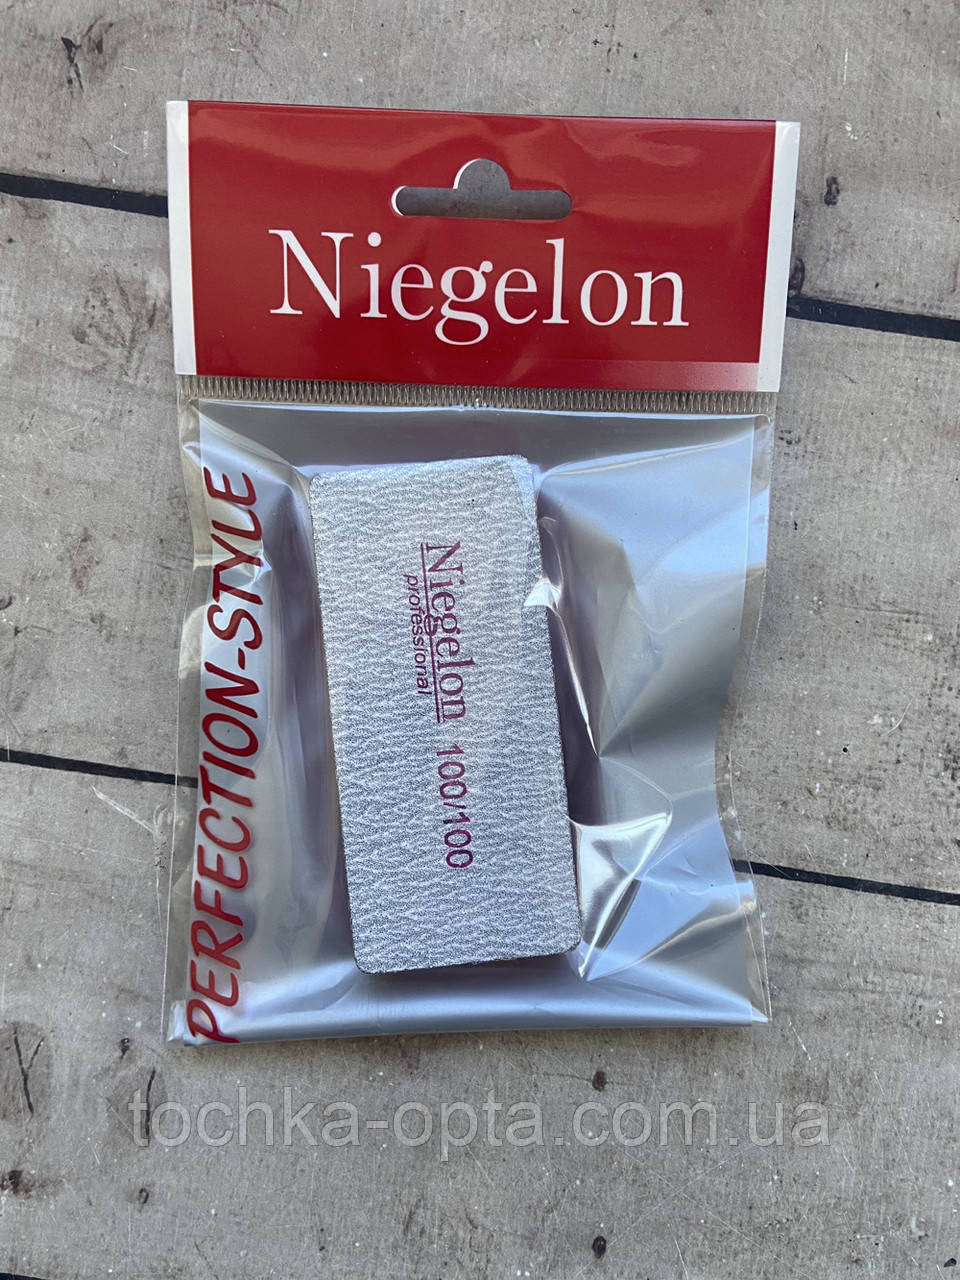 Niegelon
PERFECTION-STYLE
Niegelon 100/100
professional
tochka-opta.com.ua